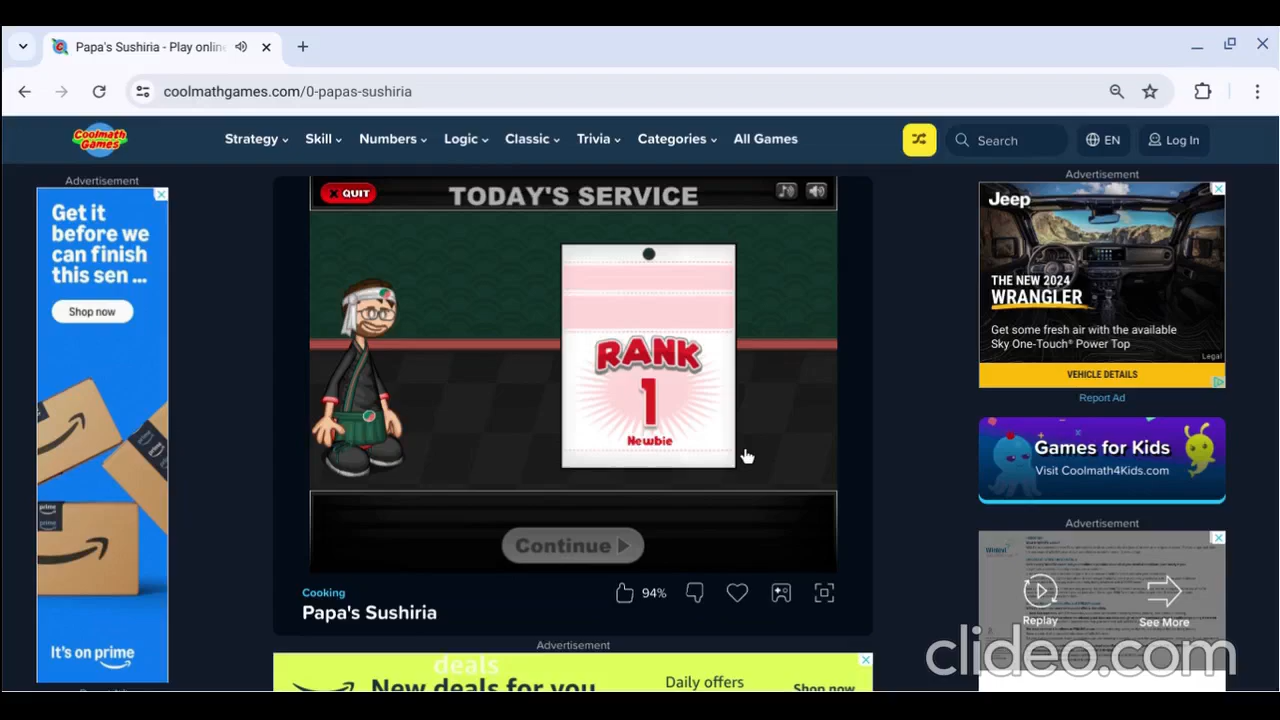 Papa's Sushiria - Play onlin
coolmathgames.com/0-papas-sushiria
Coolmath Games
Strategy
Skill
Numbers
Logic
Classic
Trivia
Categories
All Games
Search
EN
Log In
Advertisement
Get it
before we
can finish
this sen ...
Shop now
prime
prime
It's on prime
QUIT
TODAY'S SERVICE
RANK
1
Newbie
Continue
Cooking
94%
Papa's Sushiria
Advertisement
deals
New deals for you
Daily offers
Shop now
Advertisement
Jeep
THE NEW 2024
WRANGLER
Get some fresh air with the available
Sky One-Touch® Power Top
Legal
VEHICLE DETAILS
Report Ad
Games for Kids
Visit Coolmath4Kids.com
Advertisement
Replay
See More
clideo.com